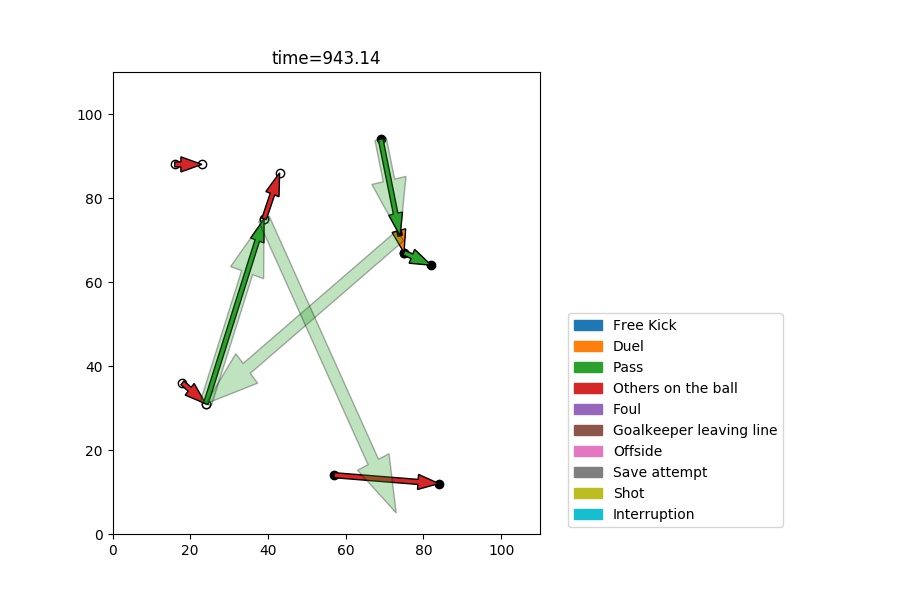 time=943.14
100
80
60
40
20
0
0 20 40 60 80 100
Free Kick
Duel
Pass
Others on the ball
Foul
Goalkeeper leaving line
Offside
Save attempt
Shot
Interruption